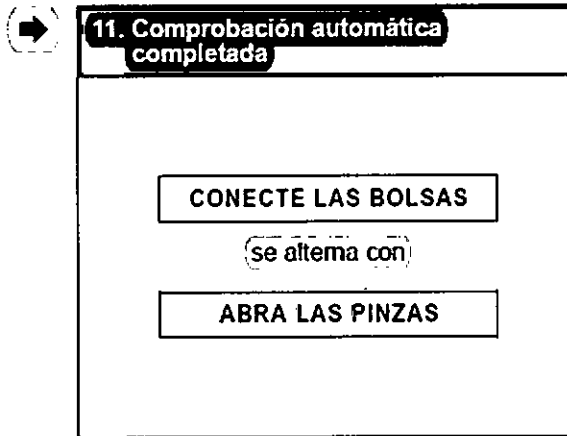 11. Comprobación automática
completada
CONECTE LAS BOLSAS
se alterna con
ABRA LAS PINZAS